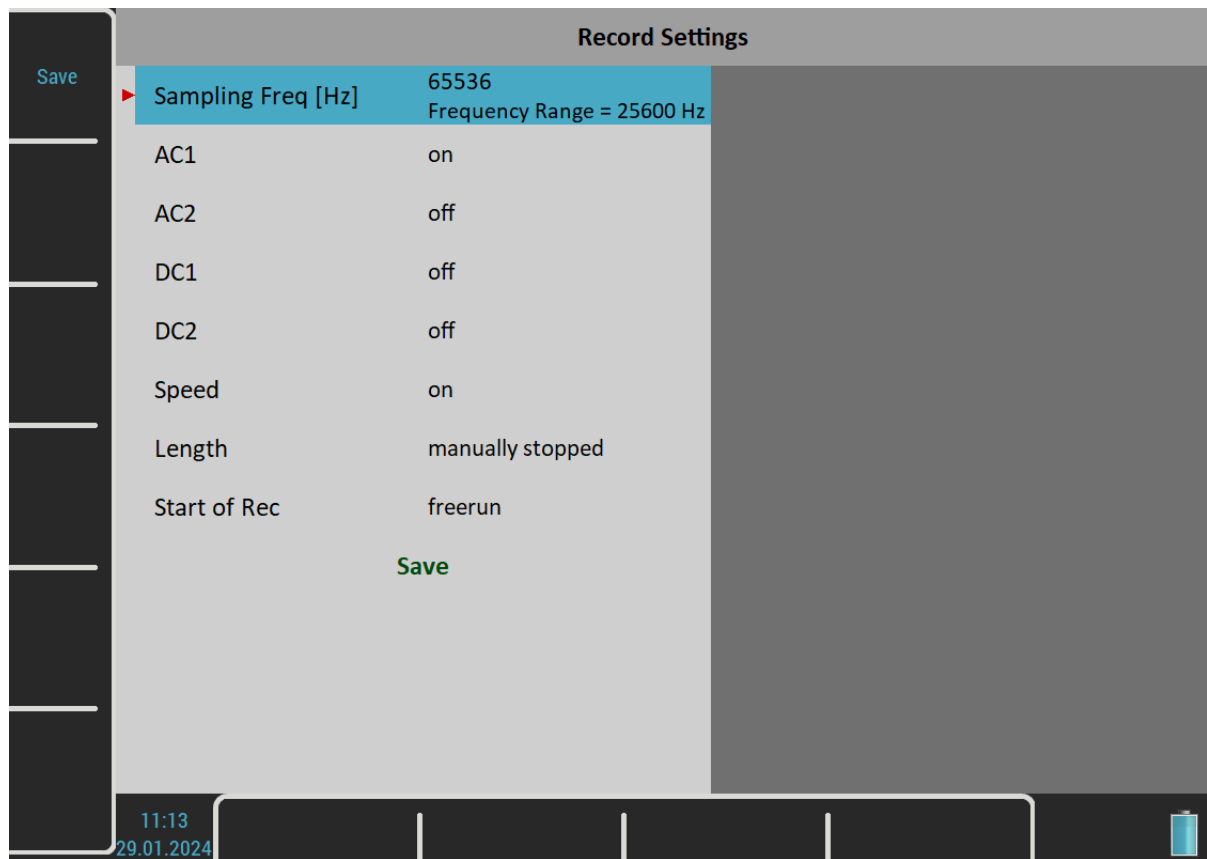 Record Settings
Save
Sampling Freq [Hz]
65536
Frequency Range = 25600 Hz
AC1 on
AC2 off
DC1 off
DC2 off
Speed on
Length manually stopped
Start of Rec freerun
Save
11:13
29.01.2024